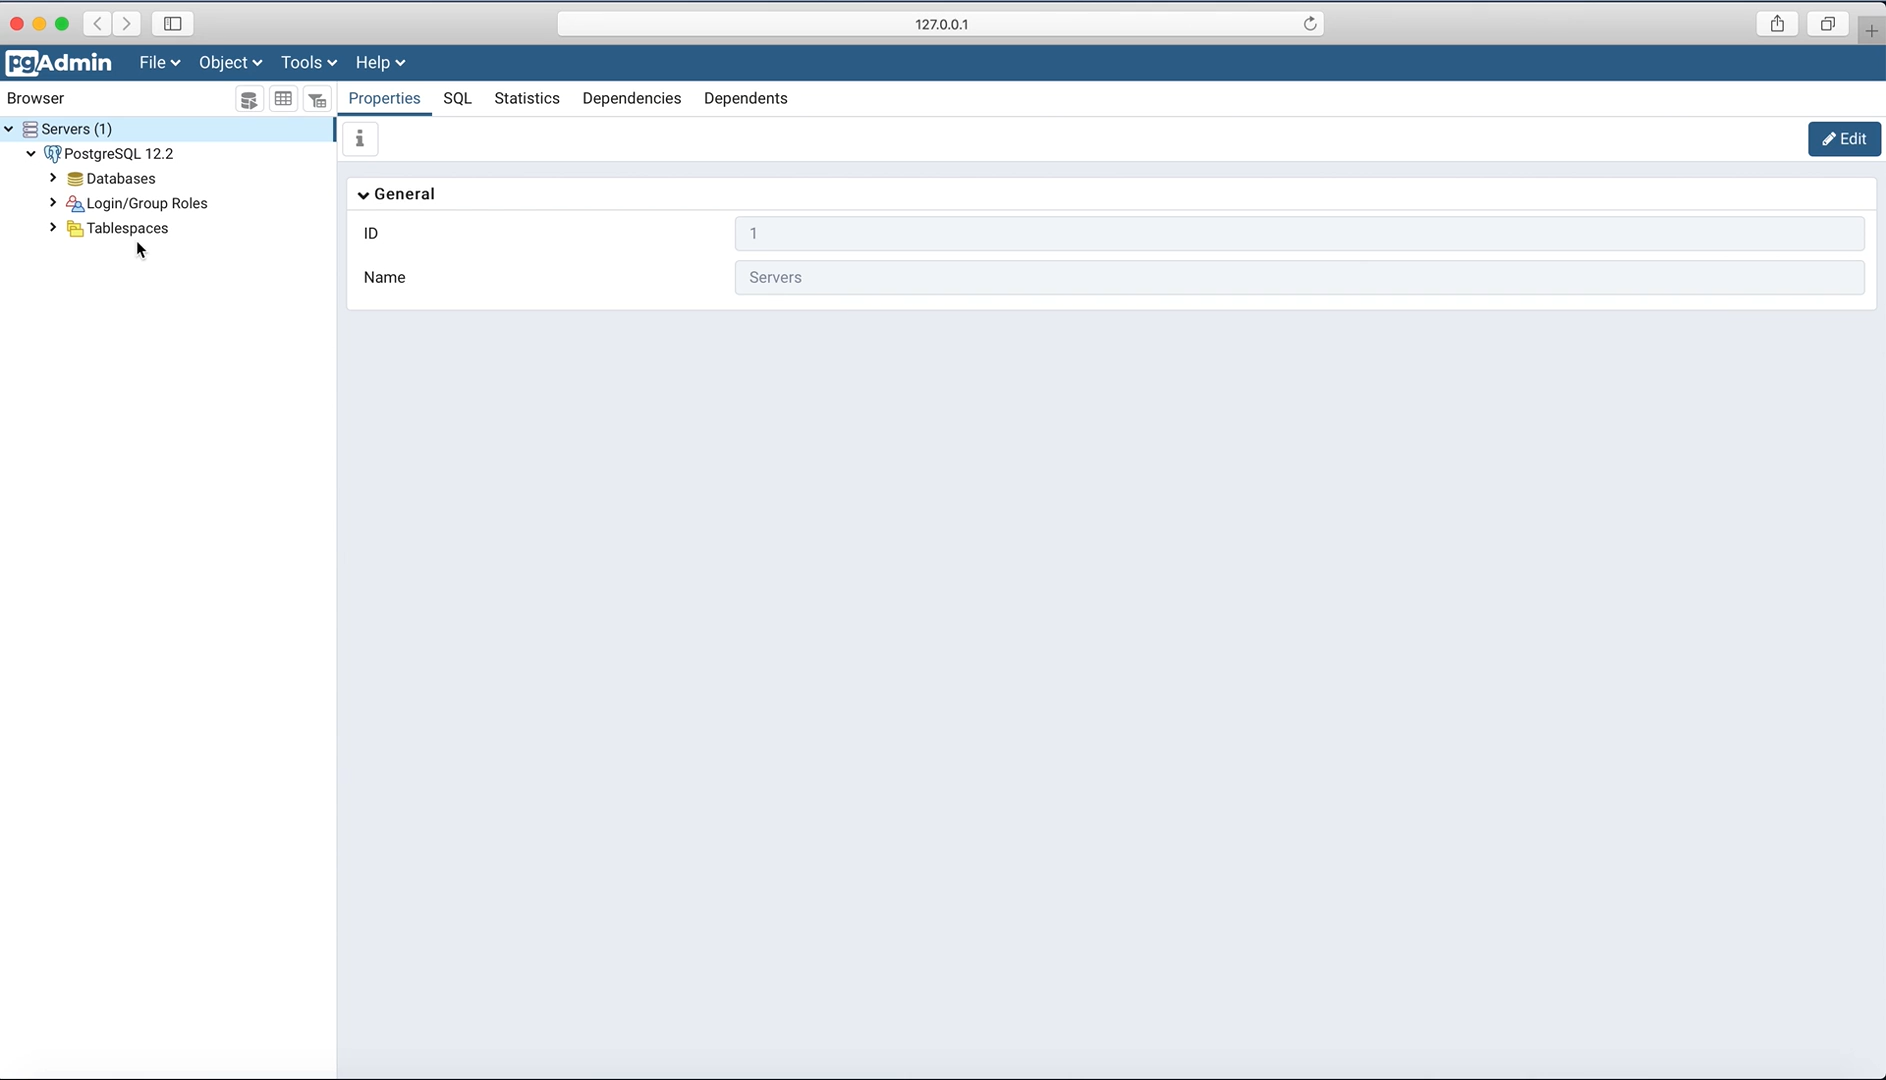 127.0.0.1
pgAdmin File Object Tools Help
Browser
Properties SQL Statistics Dependencies Dependents
Servers (1)
PostgreSQL 12.2
Databases
Login/Group Roles
Tablespaces
Edit
General
ID 1
Name Servers